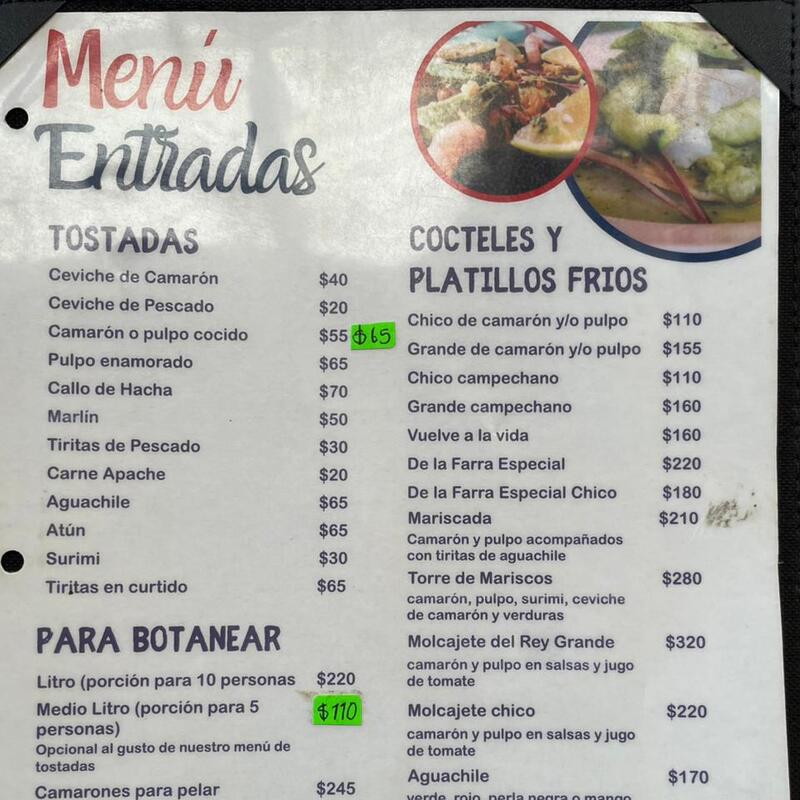 Menú
Entradas
TOSTADAS
Ceviche de Camarón $40
Ceviche de Pescado $20
Camarón o pulpo cocido $55 $65
Pulpo enamorado $65
Callo de Hacha $70
Marlín $50
Tiritas de Pescado $30
Carne Apache $20
Aguachile $65
Atún $65
Surimi $30
Tiritas en curtido $65
PARA BOTANEAR
Litro (porción para 10 personas $220
Medio Litro (porción para 5 $110
personas)
Opcional al gusto de nuestro menú de
tostadas
Camarones para pelar $245
COCTELES Y
PLATILLOS FRIOS
Chico de camarón y/o pulpo $110
Grande de camarón y/o pulpo $155
Chico campechano $110
Grande campechano $160
Vuelve a la vida $160
De la Farra Especial $220
De la Farra Especial Chico $180
Mariscada $210
Camarón y pulpo acompañados
con tiritas de aguachile
Torre de Mariscos $280
camarón, pulpo, surimi, ceviche
de camarón y verduras
Molcajete del Rey Grande $320
camarón y pulpo en salsas y jugo
de tomate
Molcajete chico $220
camarón y pulpo en salsas y jugo
de tomate
Aguachile $170
verde, rojo, perla negra o mango